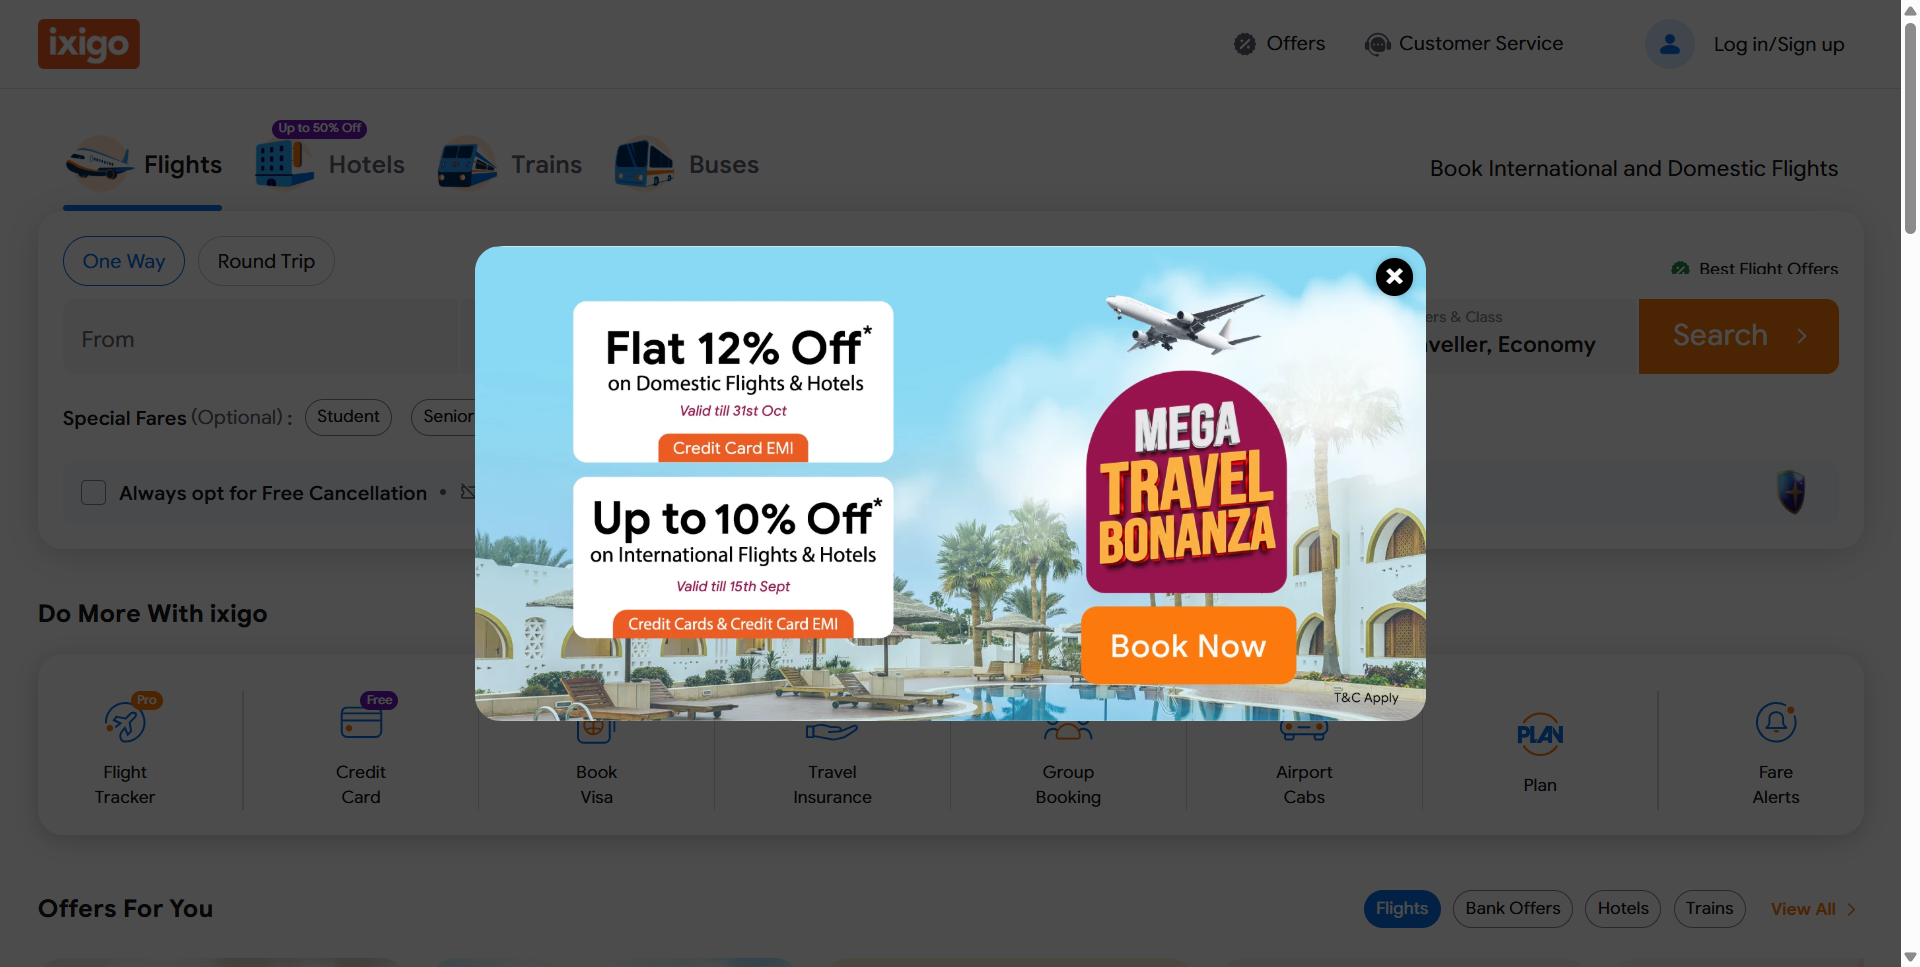 ixigo
Offers
Customer Service
Log in/Sign up
Up to 50% Off
Flights
Hotels
Trains
Buses
Book International and Domestic Flights
One Way
Round Trip
Best Flight Offers
From
ers & Class
veller, Economy
Search
Special Fares (Optional) :
Student
Senior
Always opt for Free Cancellation •
Flat 12% Off*
on Domestic Flights & Hotels
Valid till 31st Oct
Credit Card EMI
Up to 10% Off*
on International Flights & Hotels
Valid till 15th Sept
Credit Cards & Credit Card EMI
MEGA
TRAVEL
BONANZA
Book Now
T&C Apply
Do More With ixigo
Pro
Flight
Tracker
Free
Credit
Card
Book
Visa
Travel
Insurance
Group
Booking
Airport
Cabs
PLAN
Plan
Fare
Alerts
Offers For You
Flights
Bank Offers
Hotels
Trains
View All